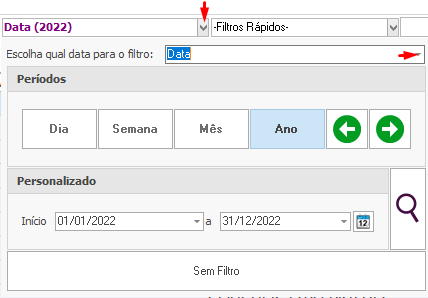 Data (2022) -Filtros Rápidos-
Escolha qual data para o filtro: Data
Períodos
Dia Semana Mês Ano
Personalizado
Início 01/01/2022 a 31/12/2022 12
Sem Filtro